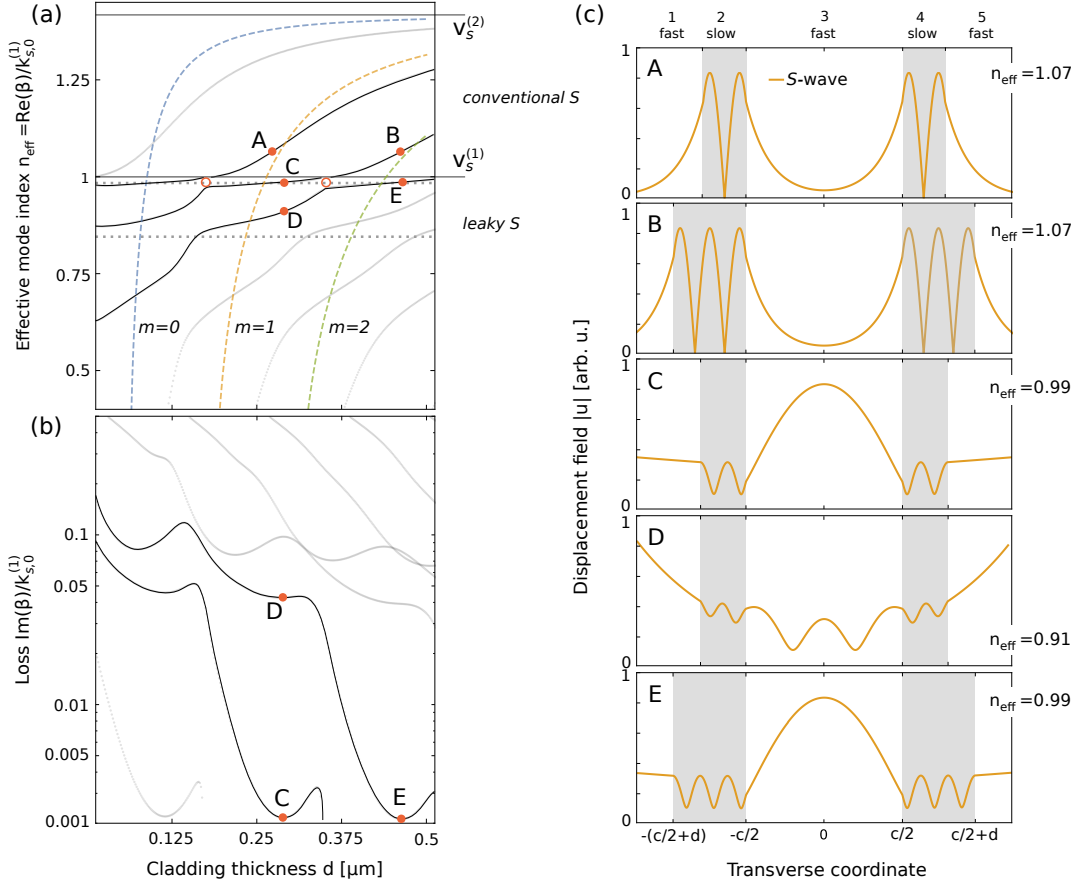 (a)
Effective mode index n_eff =Re(β)/k_s,0^(1)
1.25
1
0.75
0.5
v_s^(2)
conventional S
v_s^(1)
leaky S
A
B
C
D
E
m=0
m=1
m=2
(b)
Loss Im(β)/k_s,0^(1)
0.1
0.05
0.01
0.005
0.001
D
C
E
0.125
0.25
0.375
0.5
Cladding thickness d [μm]
(c)
1
fast
2
slow
3
fast
4
slow
5
fast
Displacement field |u| [arb. u.]
1
0
A
S-wave
n_eff =1.07
1
0
B
n_eff =1.07
1
0
C
n_eff =0.99
1
0
D
n_eff =0.91
1
0
E
n_eff =0.99
-(c/2+d)
-c/2
0
c/2
c/2+d
Transverse coordinate